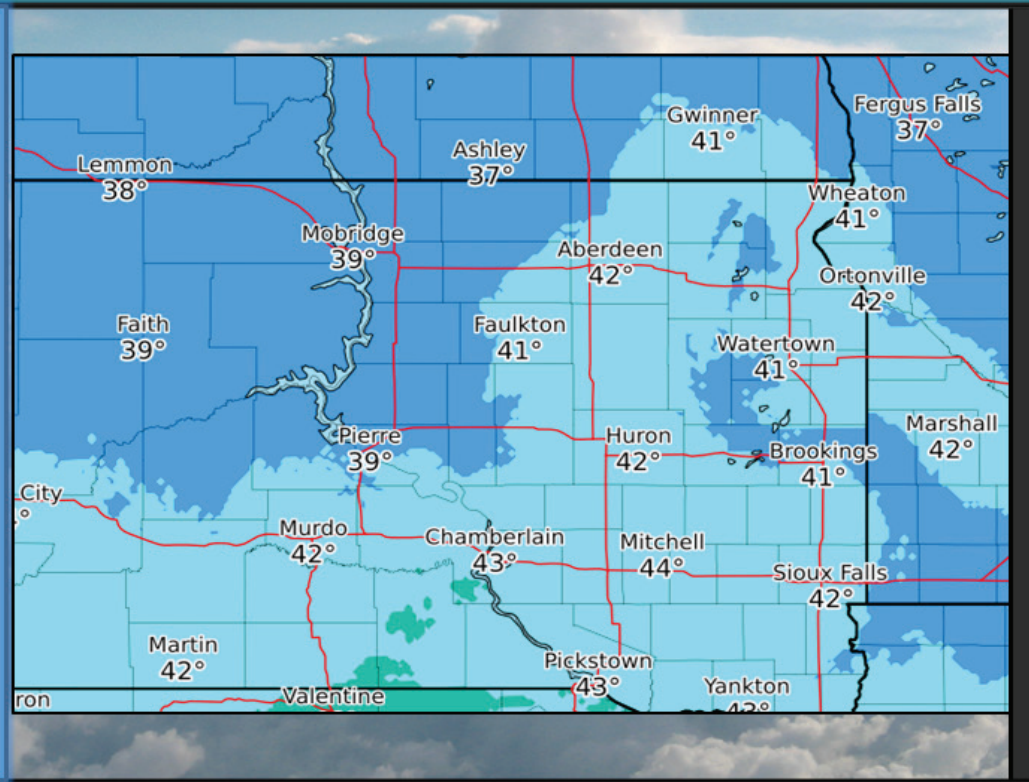 Gwinner
41°
Fergus Falls
37°
Ashley
37°
Lemmon
38°
Wheaton
41°
Mobridge
39°
Aberdeen
42°
Ortonville
42°
Faith
39°
Faulkton
41°
Watertown
41°
Marshall
42°
Pierre
39°
Huron
42°
Brookings
41°
City
°
Murdo
42°
Chamberlain
43°
Mitchell
44°
Sioux Falls
42°
Martin
42°
Pickstown
43°
Yankton
43°
Valentine
ron